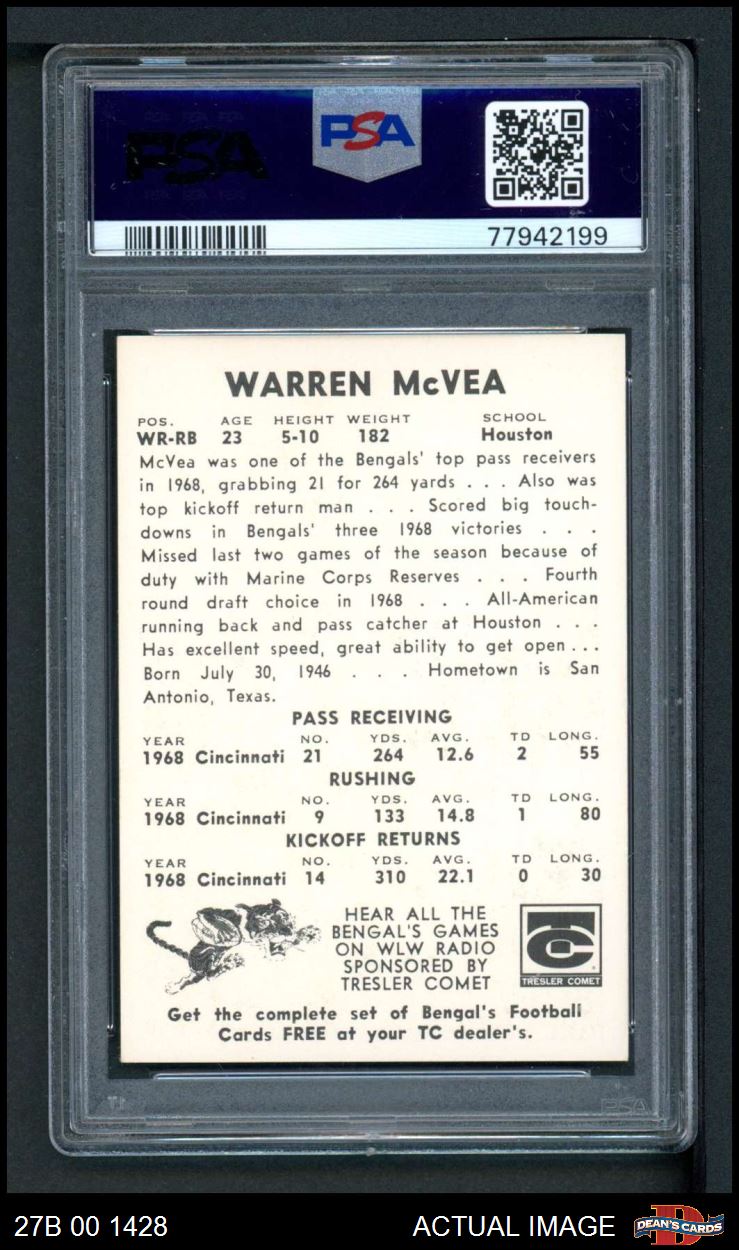 PSA
PSA
77942199
WARREN McVEA
POS. AGE HEIGHT WEIGHT SCHOOL
WR-RB 23 5-10 182 Houston
McVea was one of the Bengals' top pass receivers
in 1968, grabbing 21 for 264 yards . . . Also was
top kickoff return man . . . Scored big touch-
downs in Bengals' three 1968 victories . . .
Missed last two games of the season because of
duty with Marine Corps Reserves . . . Fourth
round draft choice in 1968 . . . All-American
running back and pass catcher at Houston . . .
Has excellent speed, great ability to get open . . .
Born July 30, 1946 . . . Hometown is San
Antonio, Texas.
PASS RECEIVING
YEAR NO. YDS. AVG. TD LONG.
1968 Cincinnati 21 264 12.6 2 55
RUSHING
YEAR NO. YDS. AVG. TD LONG.
1968 Cincinnati 9 133 14.8 1 80
KICKOFF RETURNS
YEAR NO. YDS. AVG. TD LONG.
1968 Cincinnati 14 310 22.1 0 30
HEAR ALL THE
BENGAL'S GAMES
ON WLW RADIO
SPONSORED BY
TRESLER COMET
TC
TRESLER COMET
Get the complete set of Bengal's Football
Cards FREE at your TC dealer's.
PSA
27B 00 1428
ACTUAL IMAGE
DEAN'S CARDS